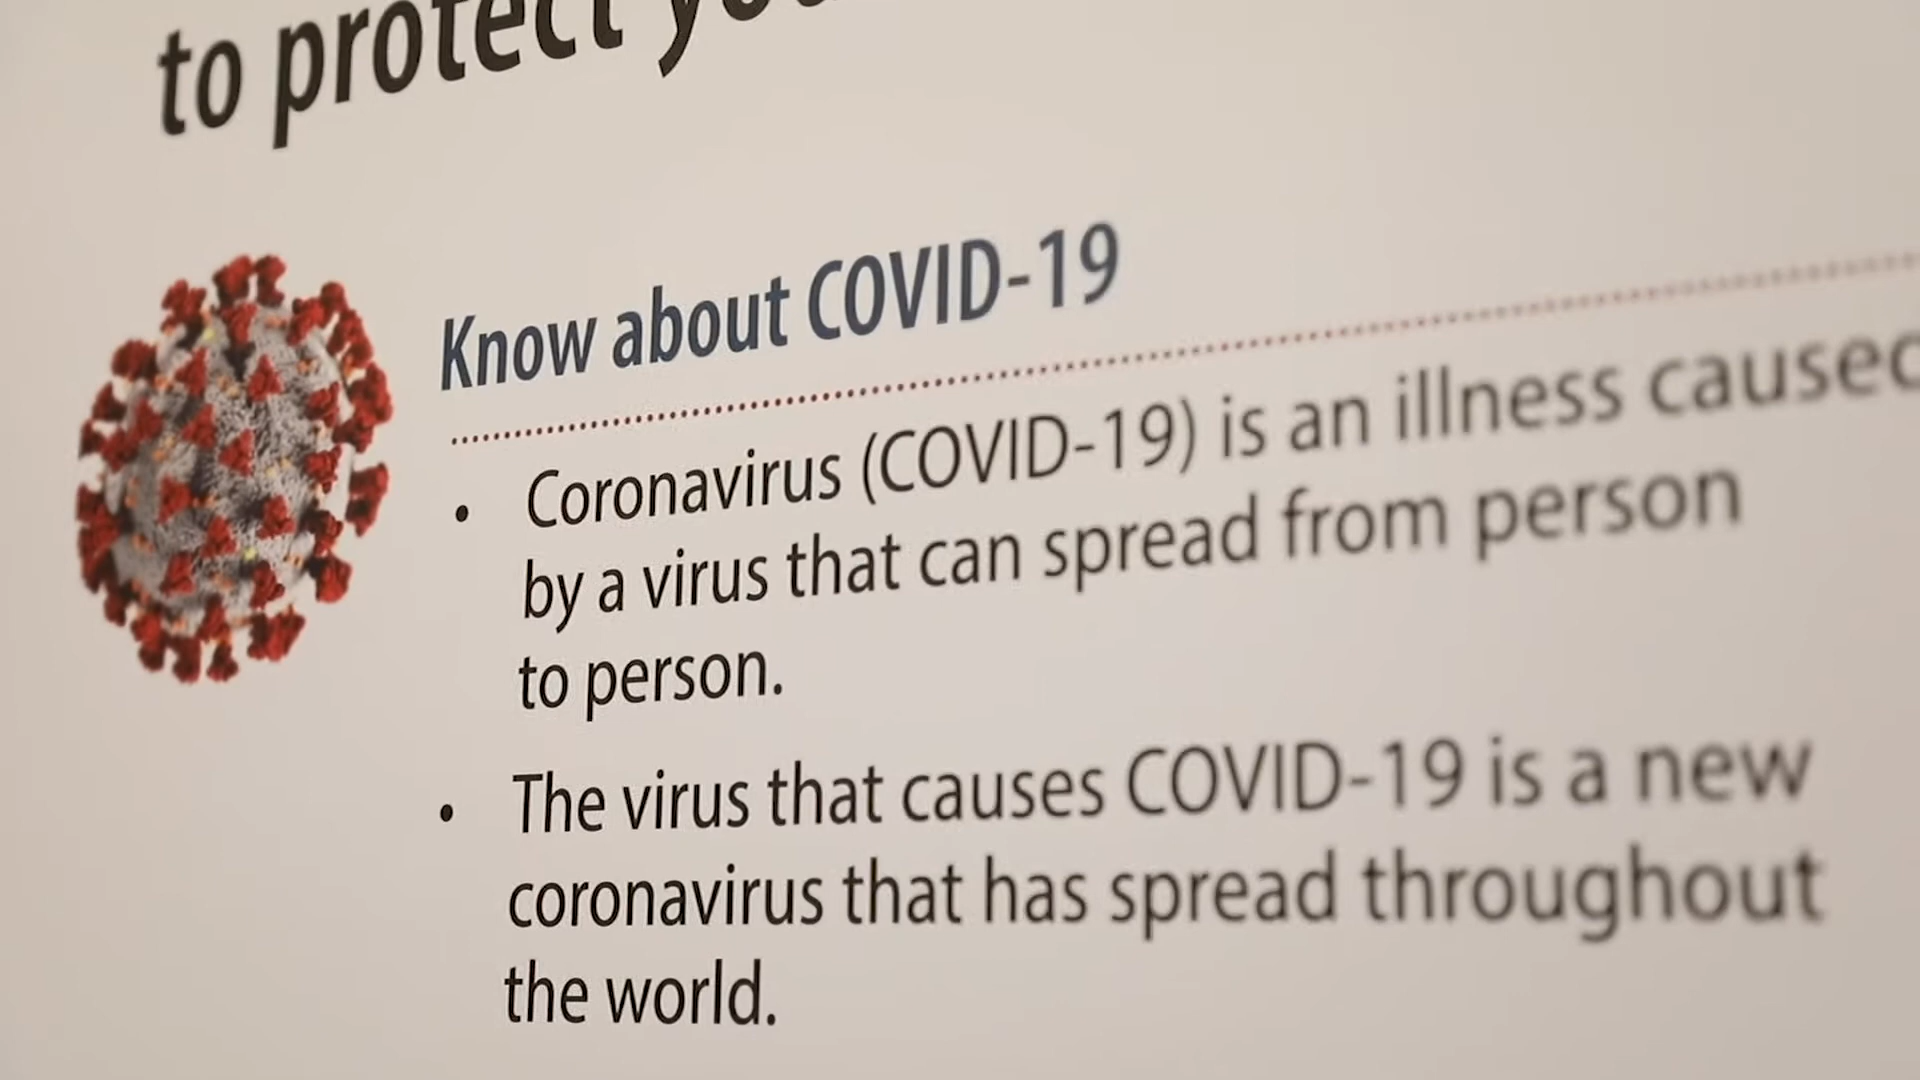 to protect
Know about COVID-19
• Coronavirus (COVID-19) is an illness caused
by a virus that can spread from person
to person.
• The virus that causes COVID-19 is a new
coronavirus that has spread throughout
the world.